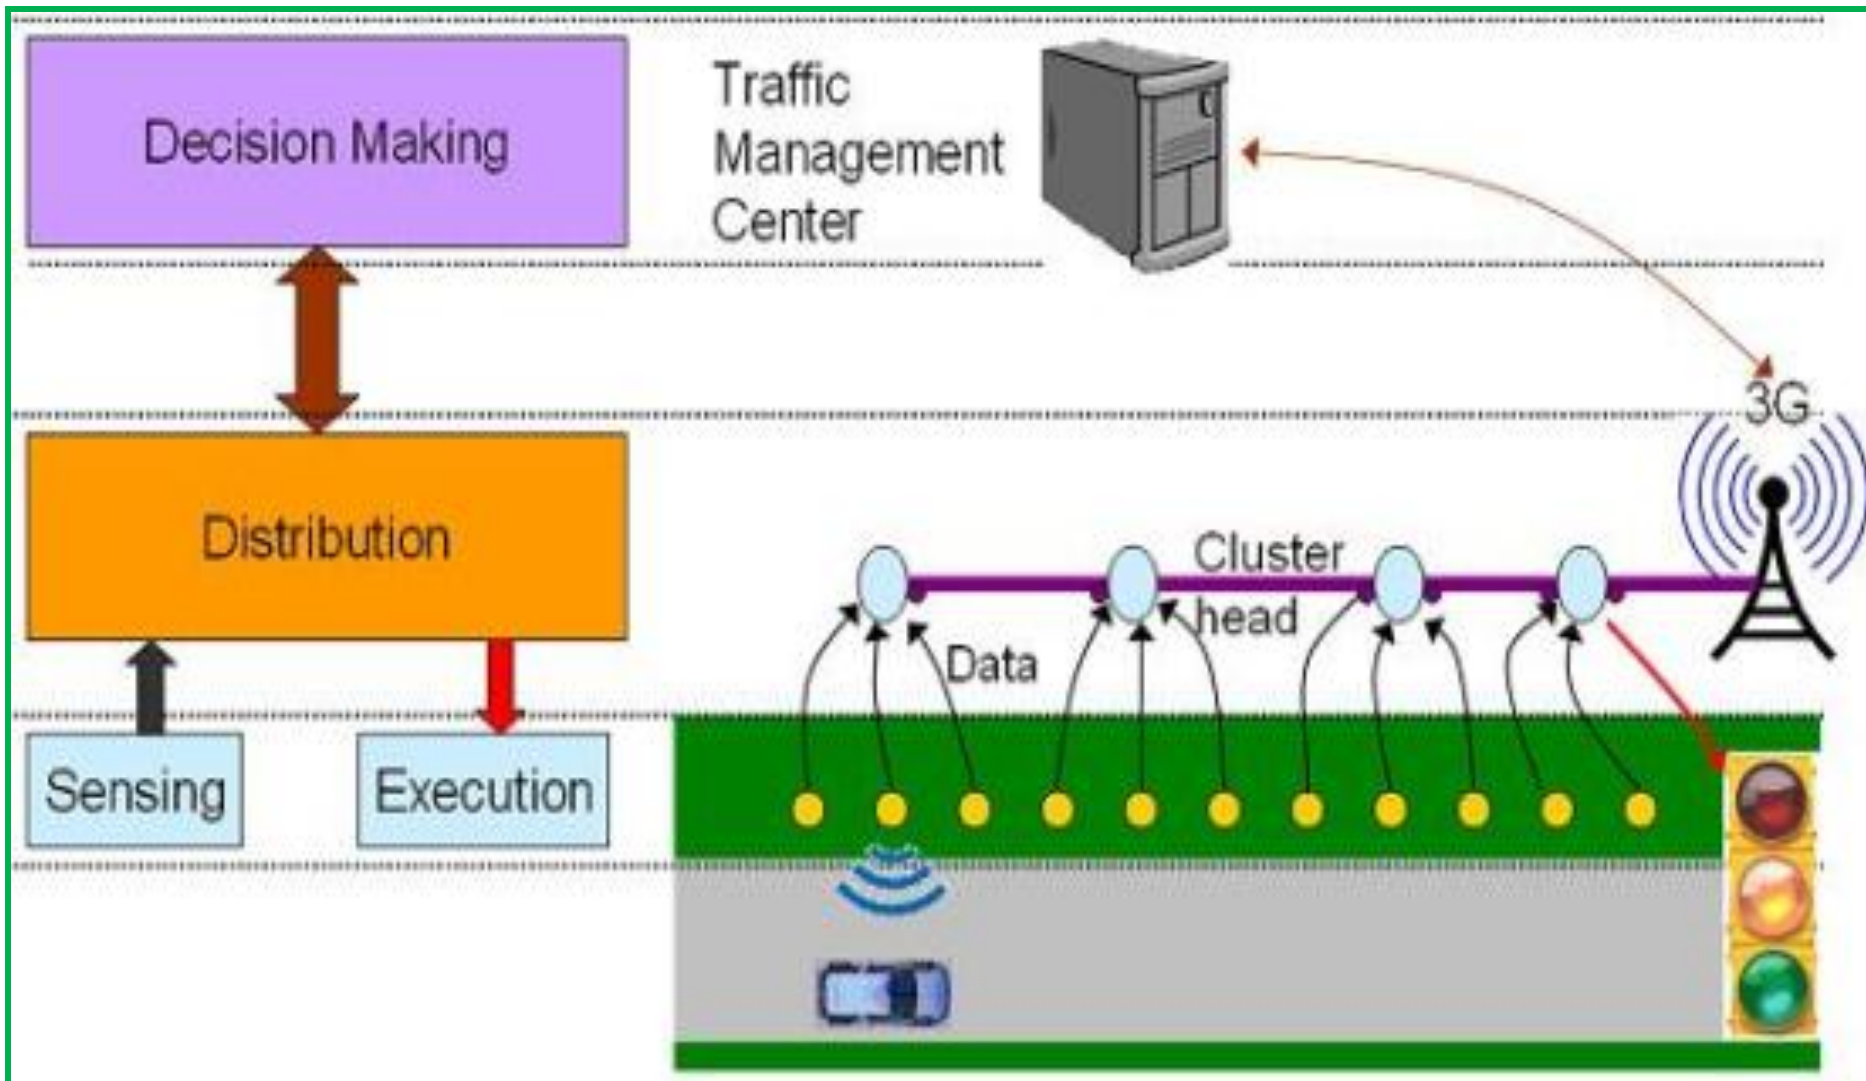 Decision Making
Traffic
Management
Center
3G
Distribution
Cluster
head
Data
Sensing
Execution